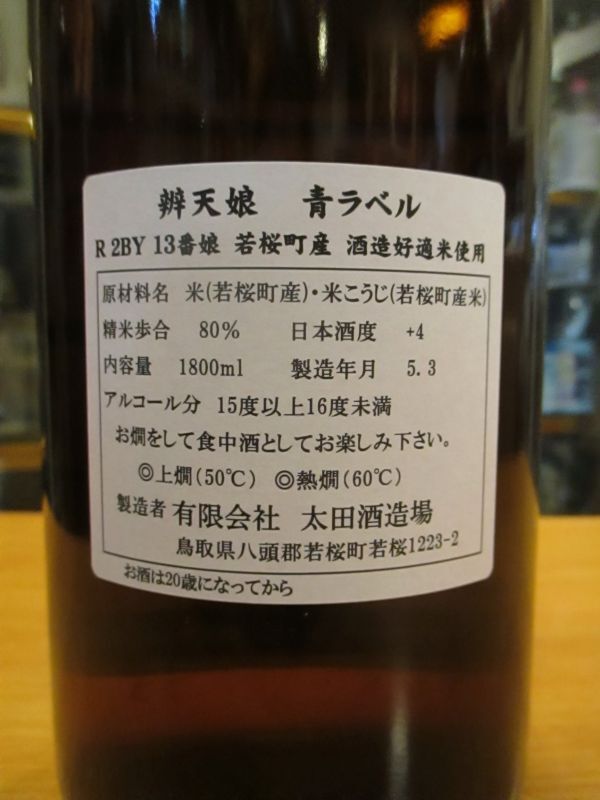 辨天娘 青ラベル
R 2BY 13番娘 若桜町産 酒造好適米使用
原材料名 米(若桜町産)・米こうじ(若桜町産米)
精米歩合 80% 日本酒度 +4
内容量 1800ml 製造年月 5.3
アルコール分 15度以上16度未満
お燗をして食中酒としてお楽しみ下さい。
◎上燗(50℃) ◎熱燗(60℃)
製造者 有限会社 太田酒造場
鳥取県八頭郡若桜町若桜1223-2
お酒は20歳になってから